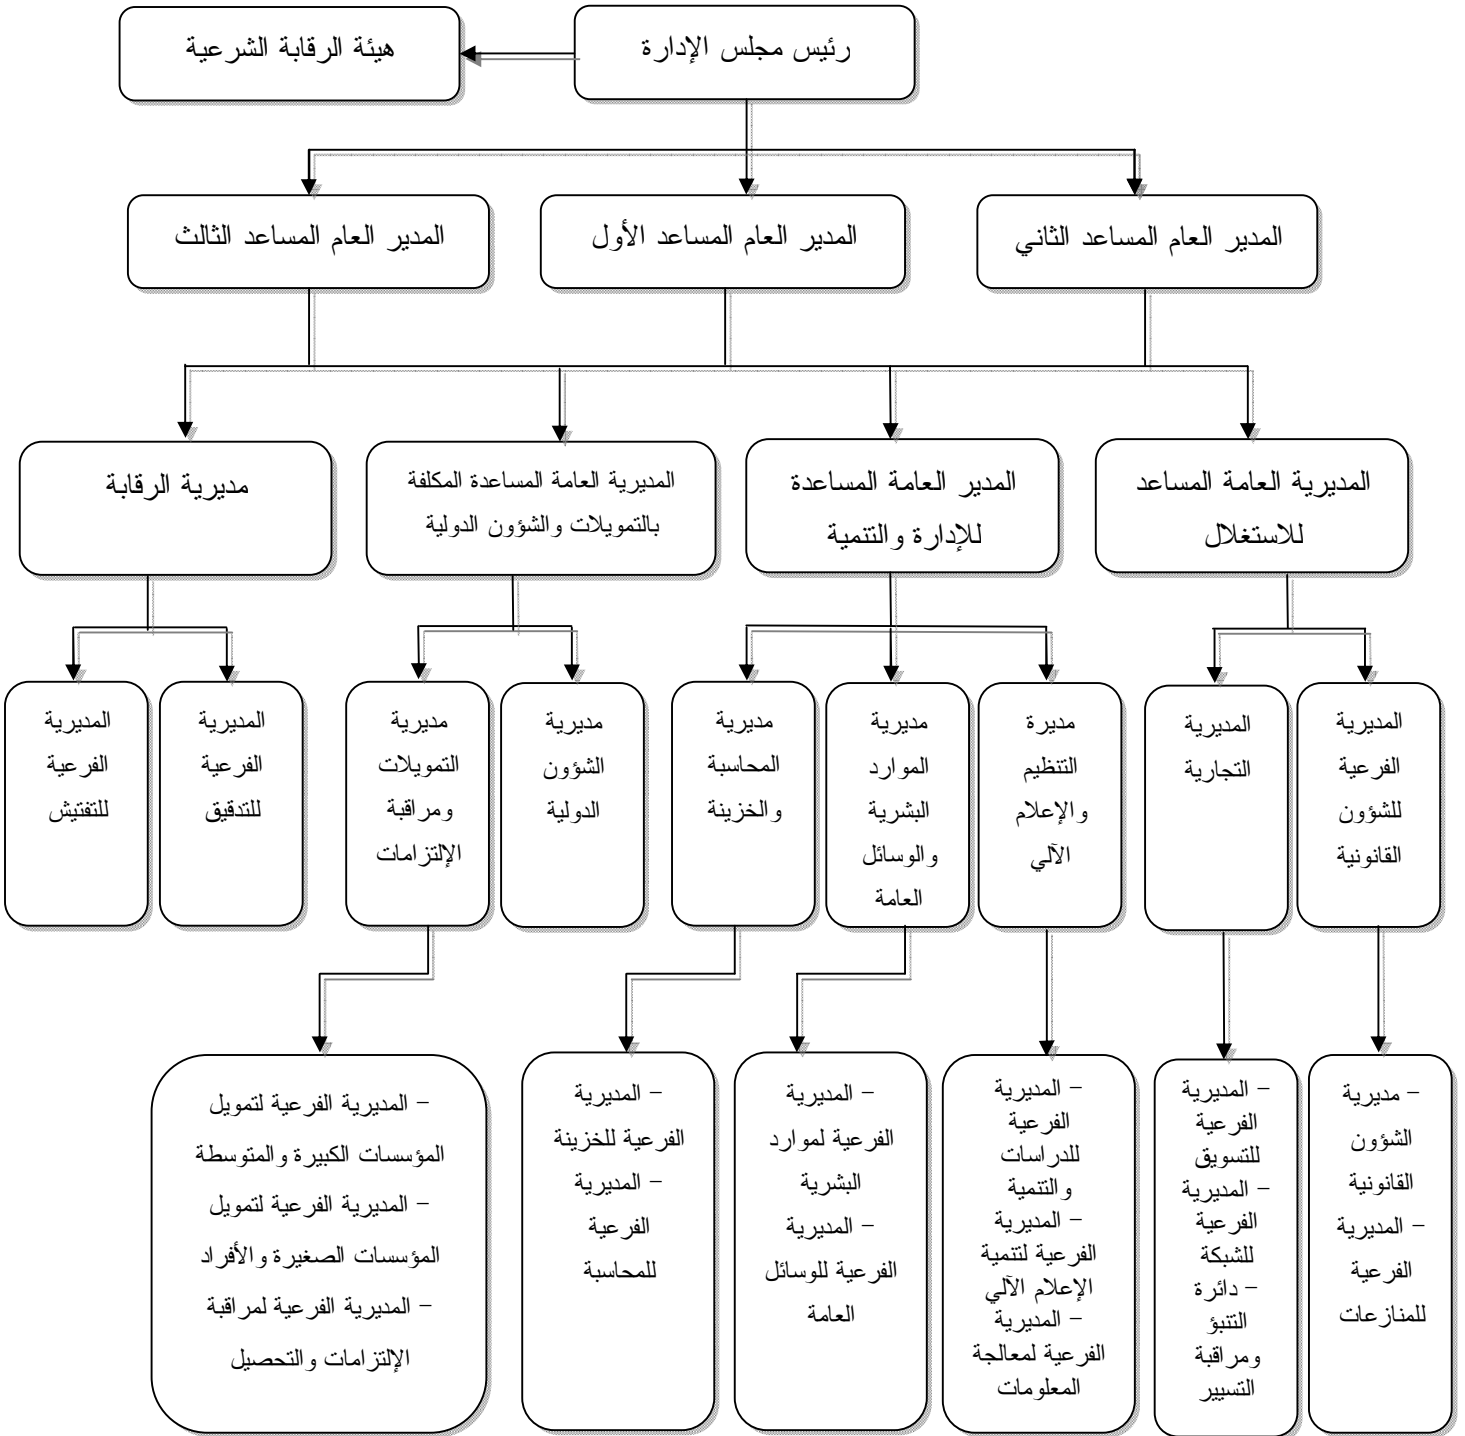 رئيس مجلس الإدارة
هيئة الرقابة الشرعية
المدير العام المساعد الثاني
المدير العام المساعد الأول
المدير العام المساعد الثالث
المديرية العامة المساعد
للاستغلال
المدير العامة المساعدة
للإدارة والتنمية
المديرية العامة المساعدة المكلفة
بالتمويلات والشؤون الدولية
مديرية الرقابة
المديرية
الفرعية
للشؤون
القانونية
المديرية
التجارية
مديرة
التنظيم
والإعلام
الآلي
مديرية
الموارد
البشرية
والوسائل
العامة
مديرية
المحاسبة
والخزينة
مديرية
الشؤون
الدولية
مديرية
التمويلات
ومراقبة
الإلتزامات
المديرية
الفرعية
للتدقيق
المديرية
الفرعية
للتفتيش
– مديرية
الشؤون
القانونية
– المديرية
الفرعية
للمنازعات
– المديرية
الفرعية
للتسويق
– المديرية
الفرعية
للشبكة
– دائرة
التنبؤ
ومراقبة
التسيير
– المديرية
الفرعية
للدراسات
والتنمية
– المديرية
الفرعية لتنمية
الإعلام الآلي
– المديرية
الفرعية لمعالجة
المعلومات
– المديرية
الفرعية لموارد
البشرية
– المديرية
الفرعية للوسائل
العامة
– المديرية
الفرعية للخزينة
– المديرية
الفرعية
للمحاسبة
– المديرية الفرعية لتمويل
المؤسسات الكبيرة والمتوسطة
– المديرية الفرعية لتمويل
المؤسسات الصغيرة والأفراد
– المديرية الفرعية لمراقبة
الإلتزامات والتحصيل